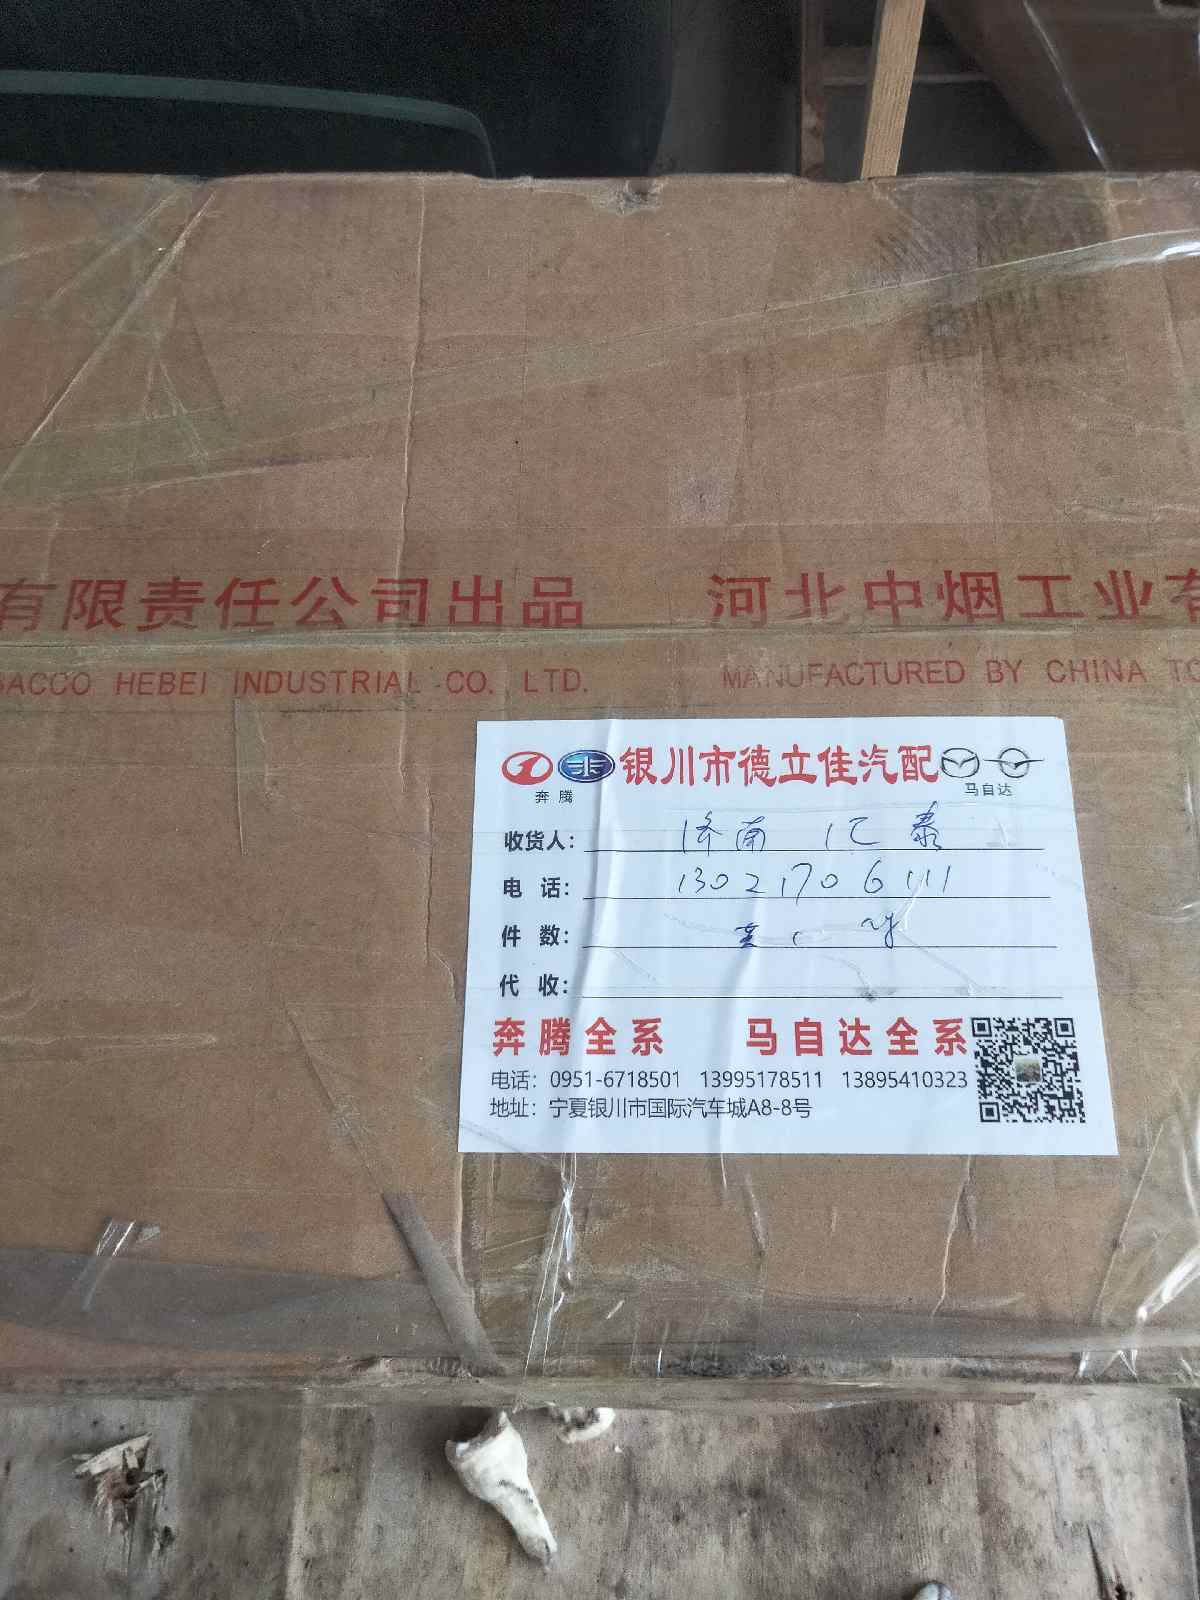 有限责任公司出品 河北中烟工业有
BACCO HEBEI INDUSTRIAL CO. LTD. MANUFACTURED BY CHINA TO
银川市德立佳汽配
奔腾 马自达
收货人: 济南 亿泰
电话: 13021706111
件数:
代收:
奔腾全系 马自达全系
电话: 0951-6718501 13995178511 13895410323
地址: 宁夏银川市国际汽车城A8-8号